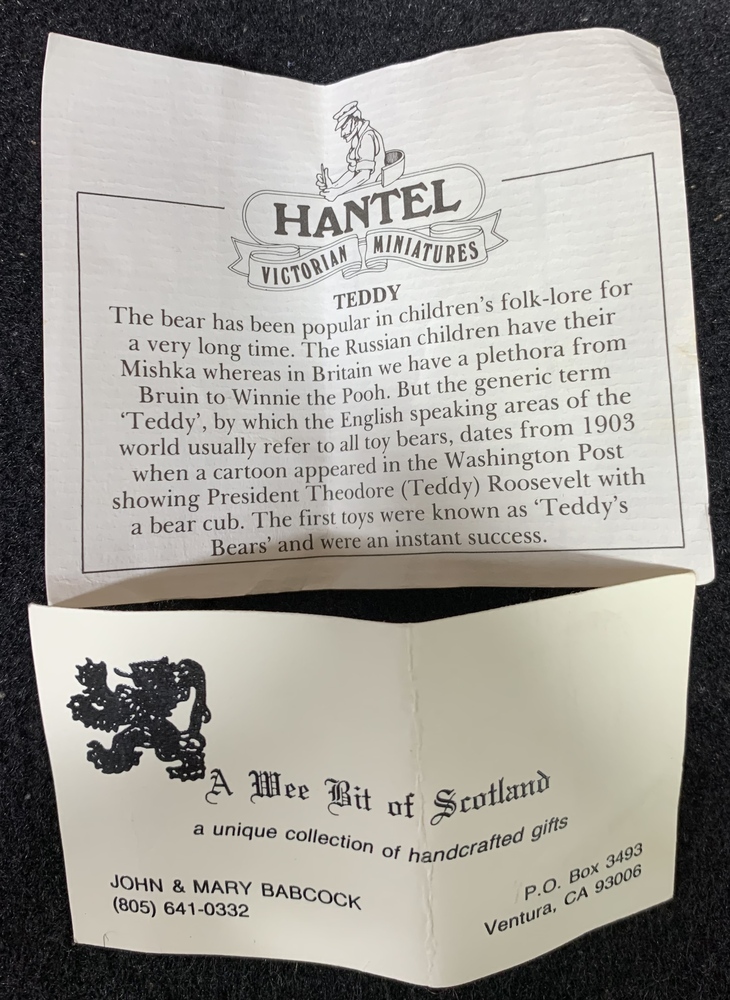 HANTEL
VICTORIAN MINIATURES
TEDDY
The bear has been popular in children's folk-lore for
a very long time. The Russian children have their
Mishka whereas in Britain we have a plethora from
Bruin to Winnie the Pooh. But the generic term
'Teddy', by which the English speaking areas of the
world usually refer to all toy bears, dates from 1903
when a cartoon appeared in the Washington Post
showing President Theodore (Teddy) Roosevelt with
a bear cub. The first toys were known as 'Teddy's
Bears' and were an instant success.
A Wee Bit of Scotland
a unique collection of handcrafted gifts
JOHN & MARY BABCOCK
(805) 641-0332
P.O. Box 3493
Ventura, CA 93006